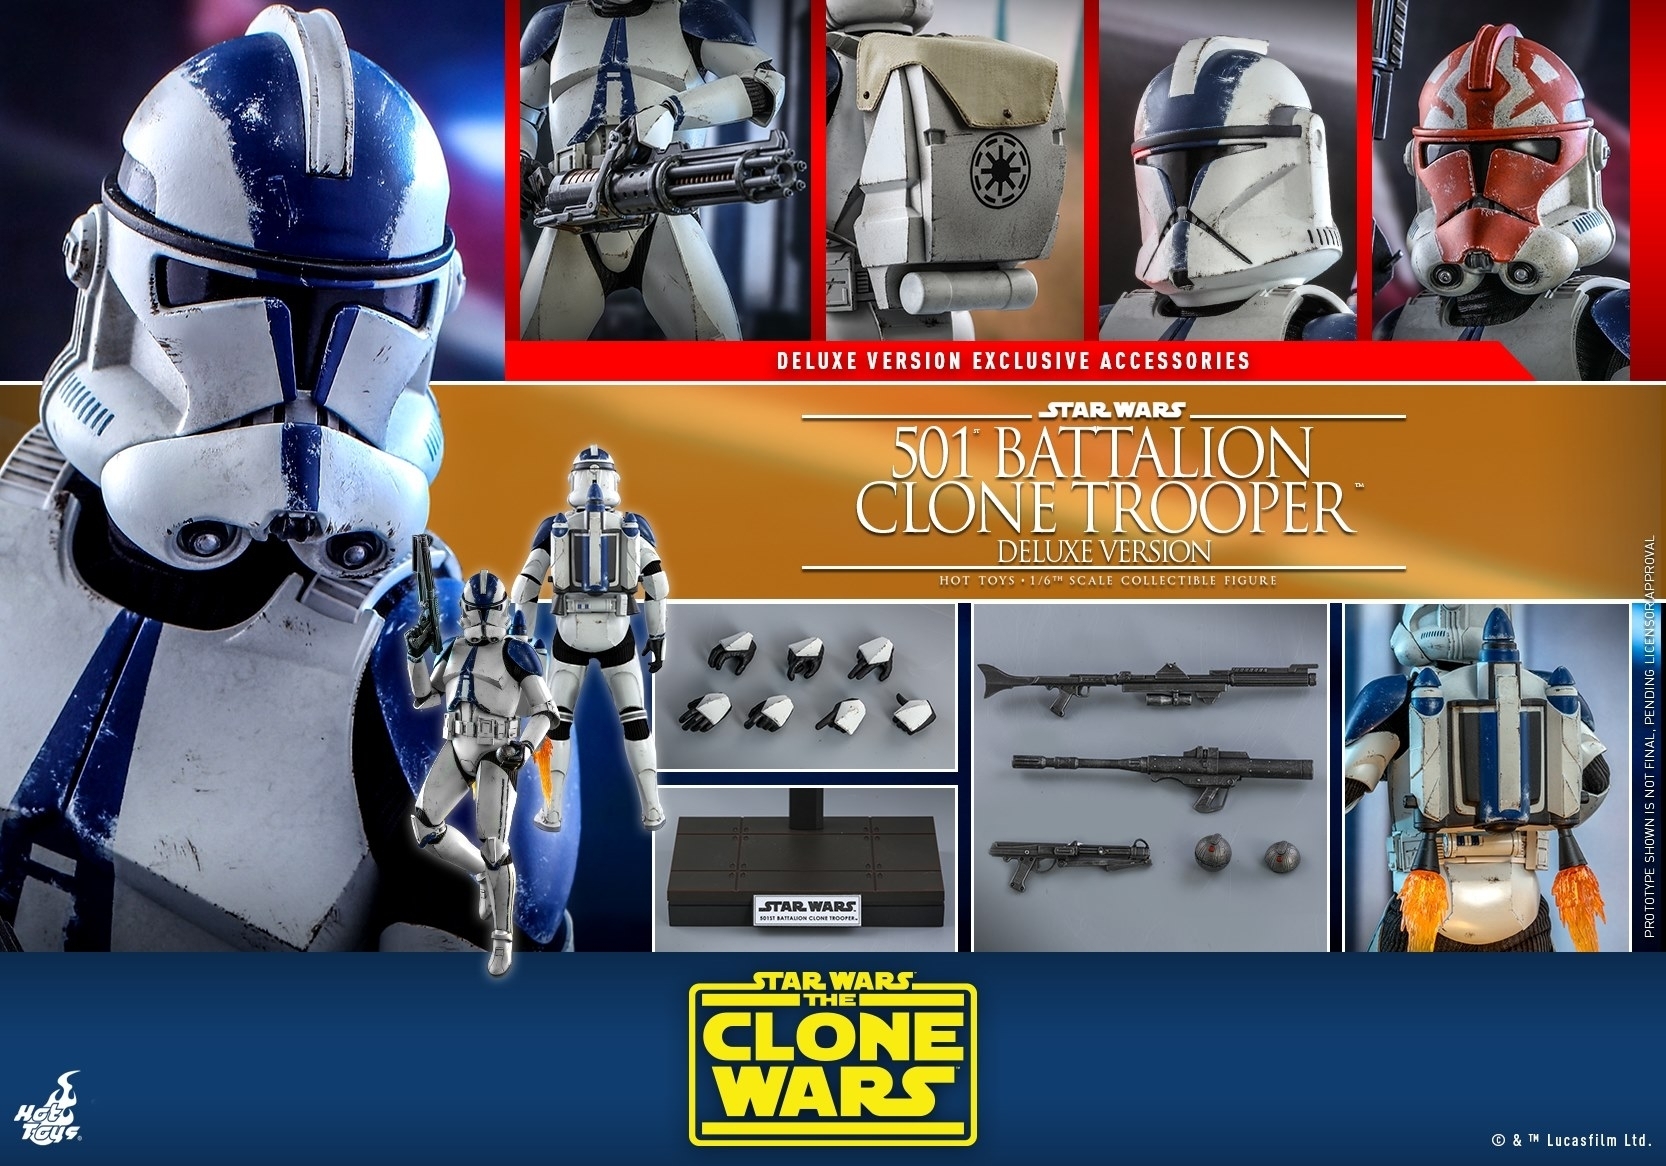 DELUXE VERSION EXCLUSIVE ACCESSORIES
STAR WARS
501ST BATTALION
CLONE TROOPER™
DELUXE VERSION
HOT TOYS • 1/6TH SCALE COLLECTIBLE FIGURE
STAR WARS
501ST BATTALION CLONE TROOPER™
PROTOTYPE SHOWN IS NOT FINAL, PENDING LICENSOR APPROVAL
STAR WARS
THE
CLONE
WARS™
Hot
Toys®
© & ™ Lucasfilm Ltd.